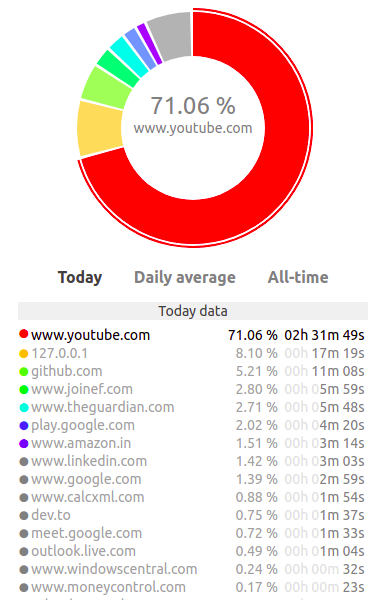 71.06 %
www.youtube.com
Today Daily average All-time
Today data
www.youtube.com 71.06 % 02h 31m 49s
127.0.0.1 8.10 % 00h 17m 19s
github.com 5.21 % 00h 11m 08s
www.joinef.com 2.80 % 00h 05m 59s
www.theguardian.com 2.71 % 00h 05m 48s
play.google.com 2.02 % 00h 04m 20s
www.amazon.in 1.51 % 00h 03m 14s
www.linkedin.com 1.42 % 00h 03m 03s
www.google.com 1.39 % 00h 02m 59s
www.calcxml.com 0.88 % 00h 01m 54s
dev.to 0.75 % 00h 01m 37s
meet.google.com 0.72 % 00h 01m 33s
outlook.live.com 0.49 % 00h 01m 04s
www.windowscentral.com 0.24 % 00h 00m 32s
www.moneycontrol.com 0.17 % 00h 00m 23s